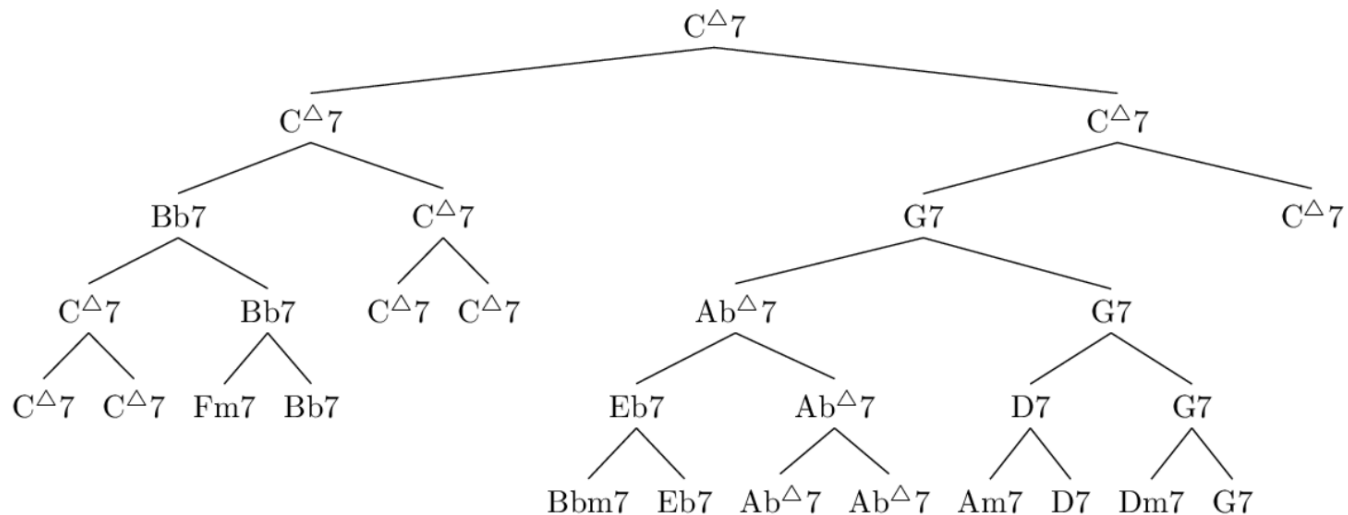 C△7
C△7 C△7
Bb7 C△7 G7 C△7
C△7 Bb7 C△7 C△7 Ab△7 G7
C△7 C△7 Fm7 Bb7 Eb7 Ab△7 D7 G7
Bbm7 Eb7 Ab△7 Ab△7 Am7 D7 Dm7 G7